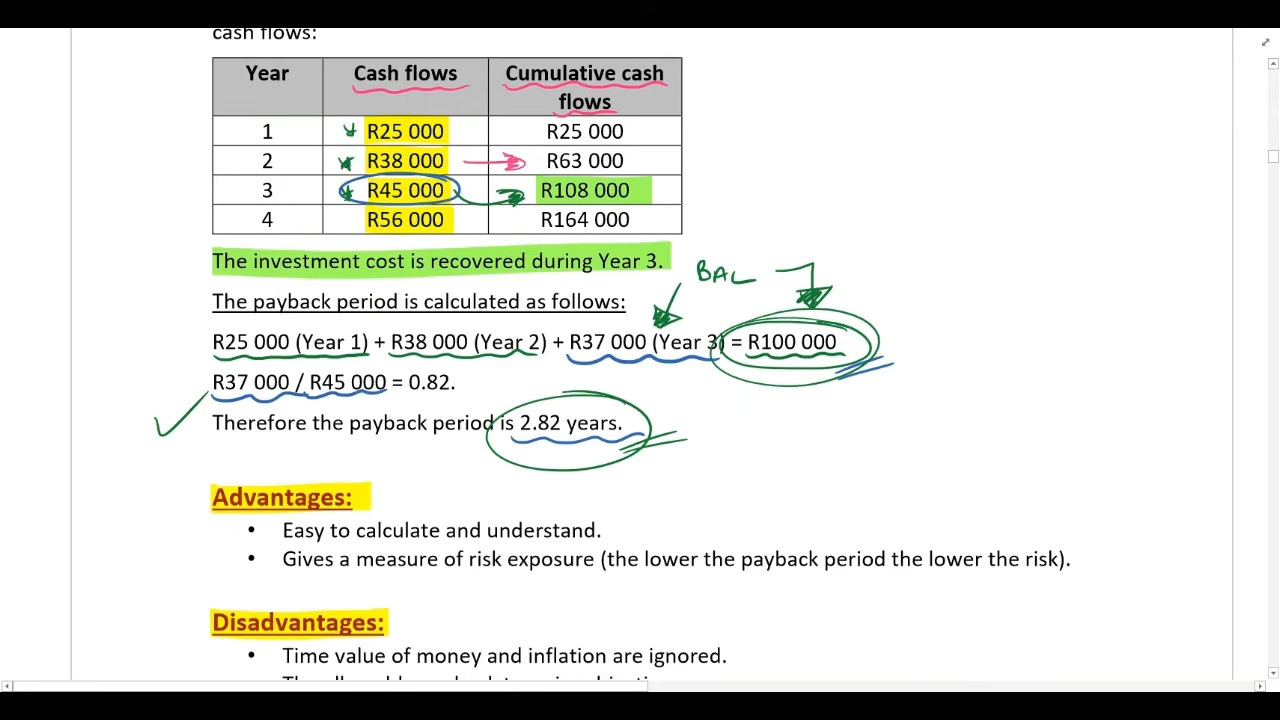 cash flows:
Year Cash flows Cumulative cash flows
1 R25 000 R25 000
2 R38 000 R63 000
3 R45 000 R108 000
4 R56 000 R164 000
The investment cost is recovered during Year 3.
BAL
The payback period is calculated as follows:
R25 000 (Year 1) + R38 000 (Year 2) + R37 000 (Year 3) = R100 000
R37 000 / R45 000 = 0.82.
Therefore the payback period is 2.82 years.
Advantages:
• Easy to calculate and understand.
• Gives a measure of risk exposure (the lower the payback period the lower the risk).
Disadvantages:
• Time value of money and inflation are ignored.